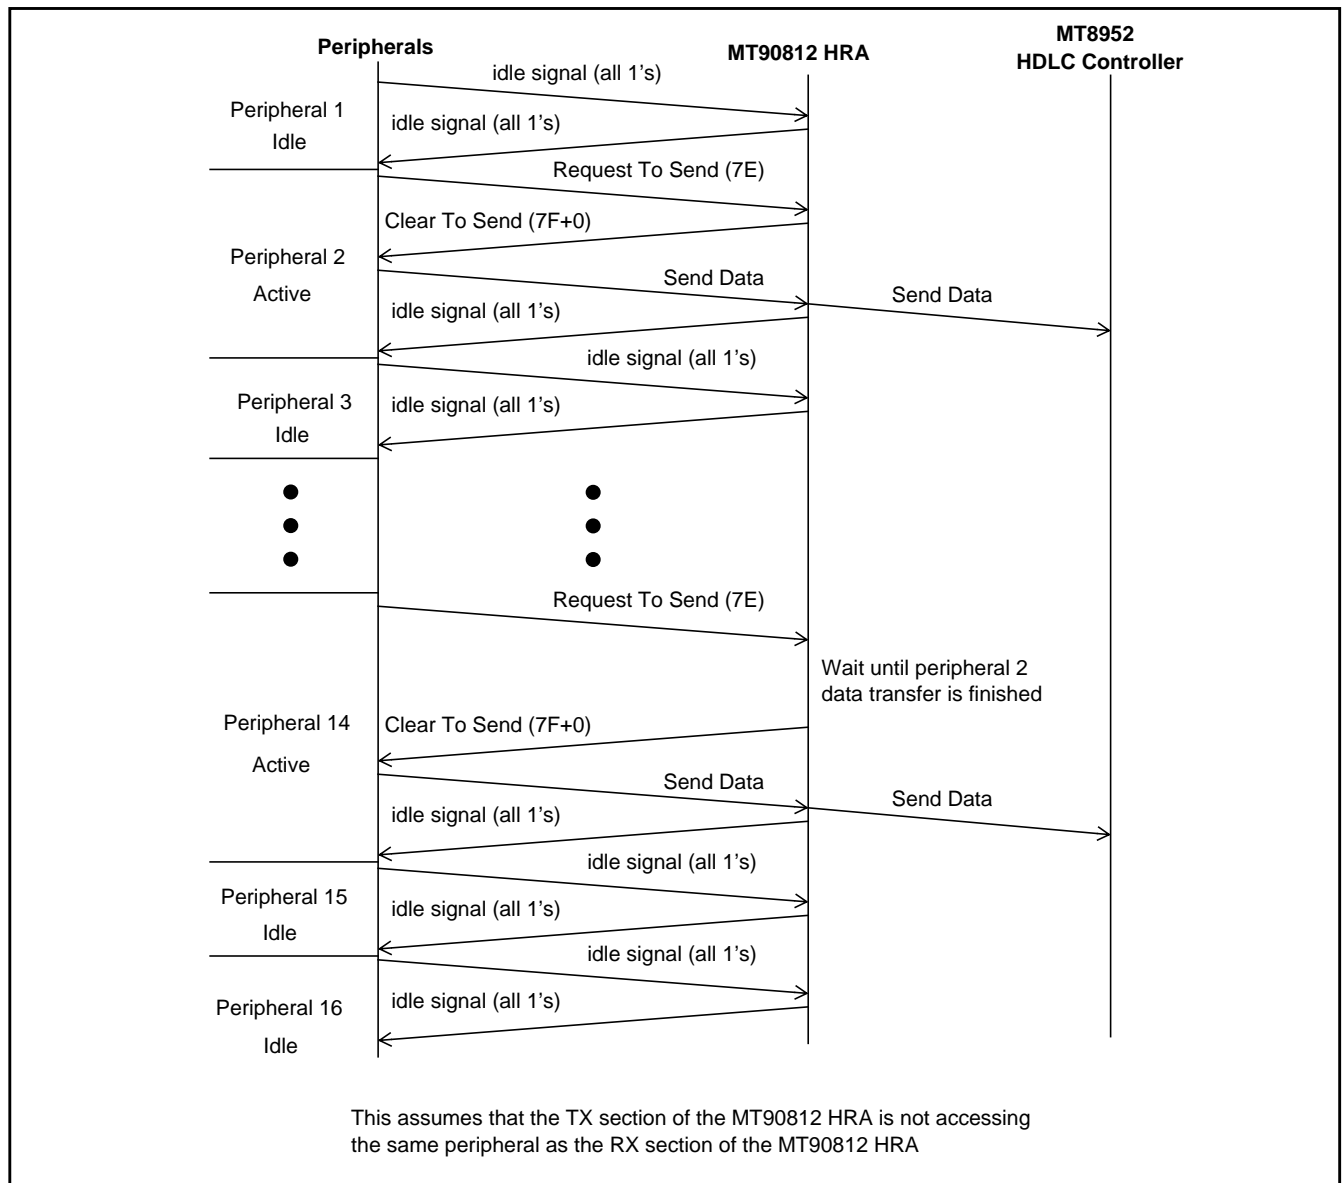 Peripherals
MT90812 HRA
MT8952
HDLC Controller
idle signal (all 1's)
Peripheral 1
Idle
idle signal (all 1's)
Request To Send (7E)
Clear To Send (7F+0)
Peripheral 2
Active
Send Data
Send Data
idle signal (all 1's)
idle signal (all 1's)
Peripheral 3
Idle
idle signal (all 1's)
Request To Send (7E)
Wait until peripheral 2
data transfer is finished
Peripheral 14
Active
Clear To Send (7F+0)
Send Data
Send Data
idle signal (all 1's)
idle signal (all 1's)
Peripheral 15
Idle
idle signal (all 1's)
idle signal (all 1's)
Peripheral 16
Idle
idle signal (all 1's)
This assumes that the TX section of the MT90812 HRA is not accessing
the same peripheral as the RX section of the MT90812 HRA